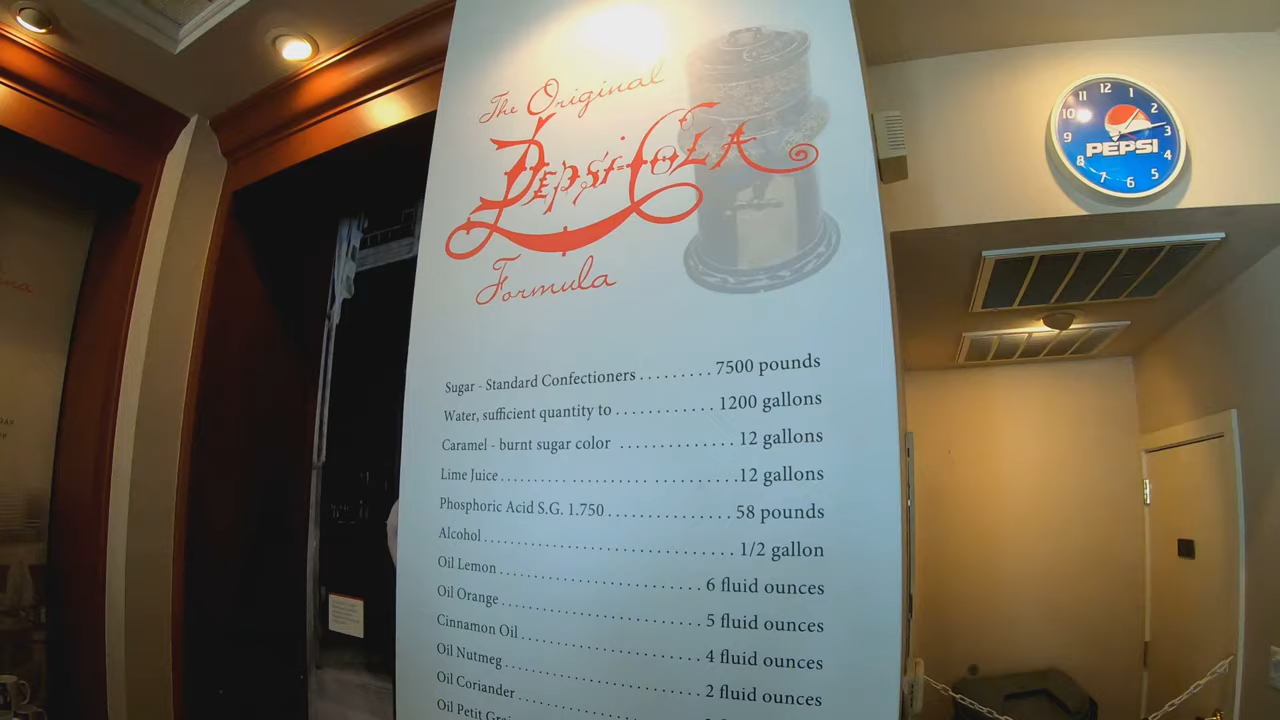 The Original
Pepsi-Cola
Formula
Sugar - Standard Confectioners ......... 7500 pounds
Water, sufficient quantity to ............ 1200 gallons
Caramel - burnt sugar color .............. 12 gallons
Lime Juice .............................. 12 gallons
Phosphoric Acid S.G. 1.750 ............... 58 pounds
Alcohol ................................ 1/2 gallon
Oil Lemon ............................. 6 fluid ounces
Oil Orange ............................ 5 fluid ounces
Cinnamon Oil .......................... 4 fluid ounces
Oil Nutmeg ............................ 2 fluid ounces
Oil Coriander
Oil Petit
11 12 1
10 2
9 3
PEPSI
8 4
7 6 5